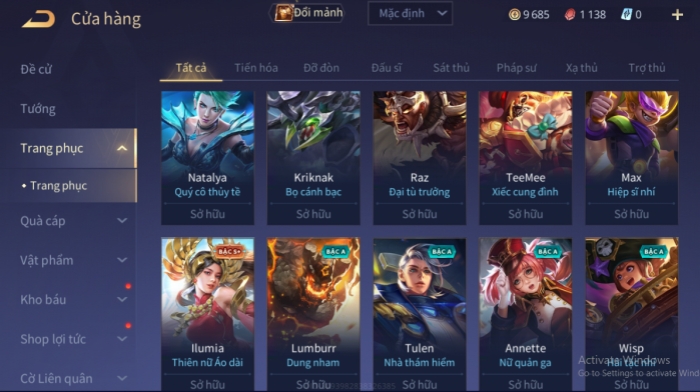 Cửa hàng
Đổi mảnh
Mặc định
9 685
1 138
0
Đề cử
Tướng
Trang phục
• Trang phục
Quà cáp
Vật phẩm
Kho báu
Shop lợi tức
Cờ Liên quân
Tất cả
Tiến hóa
Đỡ đòn
Đấu sĩ
Sát thủ
Pháp sư
Xạ thủ
Trợ thủ
Natalya
Quý cô thủy tề
Sở hữu
Kriknak
Bọ cánh bạc
Sở hữu
Raz
Đại tù trưởng
Sở hữu
TeeMee
Xiếc cung đình
Sở hữu
Max
Hiệp sĩ nhí
Sở hữu
BẬC S+
Ilumia
Thiên nữ Áo dài
Sở hữu
BẬC A
Lumburr
Dung nham
Sở hữu
BẬC A
Tulen
Nhà thám hiểm
Sở hữu
BẬC A
Annette
Nữ quản gia
Sở hữu
BẬC A
Wisp
Hải tặc nhí
Sở hữu
Activate Windows
Go to Settings to activate Wind